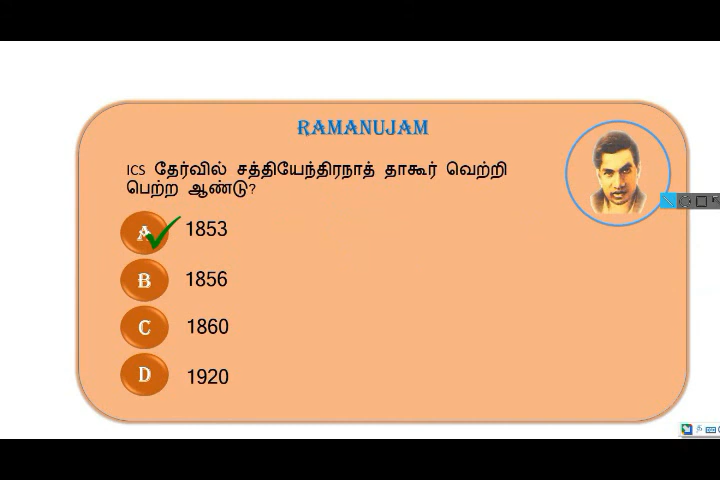 RAMANUJAM
ICS தேர்வில் சத்தியேந்திரநாத் தாகூர் வெற்றி
பெற்ற ஆண்டு?
A 1853
B 1856
C 1860
D 1920